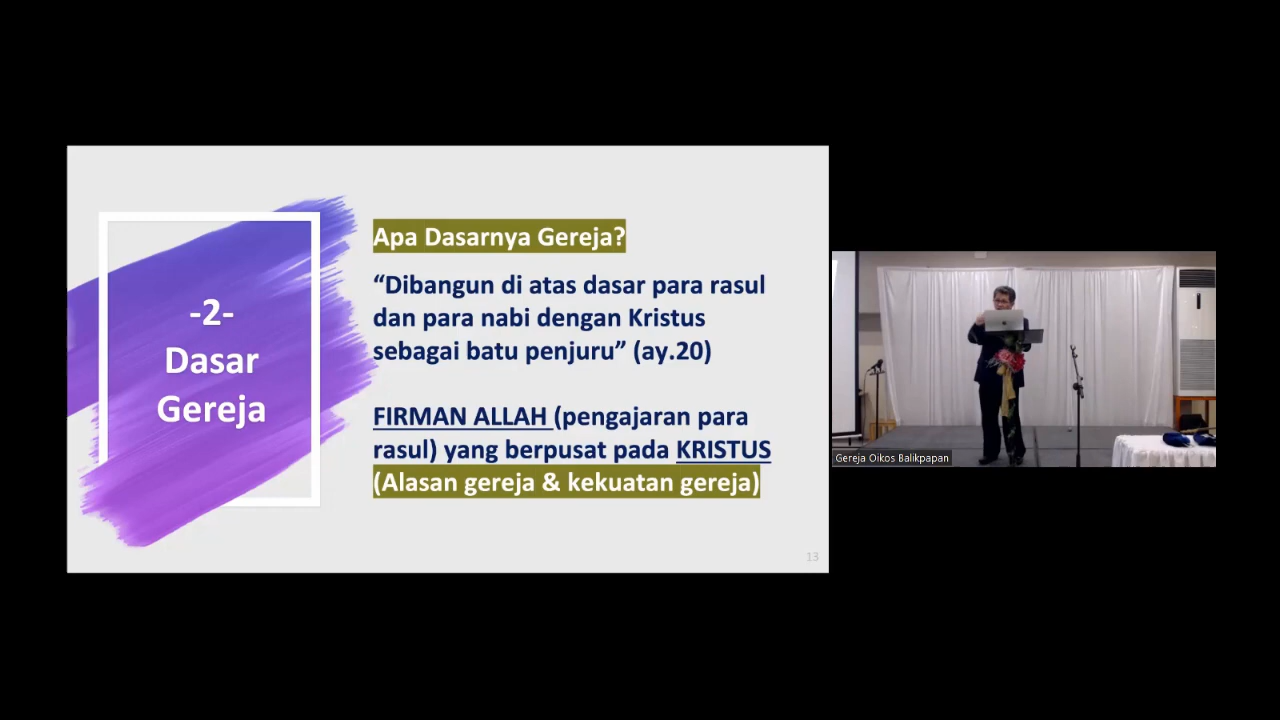 -2-
Dasar
Gereja
Apa Dasarnya Gereja?
“Dibangun di atas dasar para rasul
dan para nabi dengan Kristus
sebagai batu penjuru” (ay.20)
FIRMAN ALLAH (pengajaran para
rasul) yang berpusat pada KRISTUS
(Alasan gereja & kekuatan gereja)
13
Gereja Oikos Balikpapan